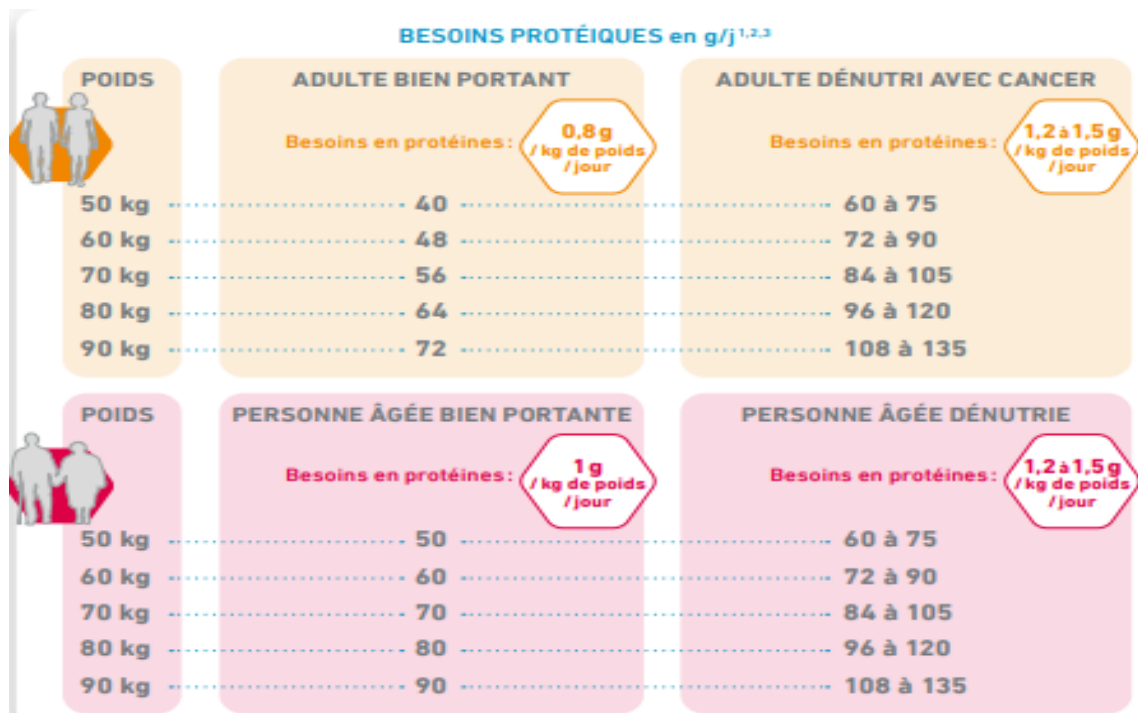 BESOINS PROTÉIQUES en g/j 1,2,3
POIDS ADULTE BIEN PORTANT ADULTE DÉNUTRI AVEC CANCER
Besoins en protéines : 0,8 g / kg de poids / jour Besoins en protéines : 1,2 à 1,5 g / kg de poids / jour
50 kg 40 60 à 75
60 kg 48 72 à 90
70 kg 56 84 à 105
80 kg 64 96 à 120
90 kg 72 108 à 135
POIDS PERSONNE ÂGÉE BIEN PORTANTE PERSONNE ÂGÉE DÉNUTRIE
Besoins en protéines : 1 g / kg de poids / jour Besoins en protéines : 1,2 à 1,5 g / kg de poids / jour
50 kg 50 60 à 75
60 kg 60 72 à 90
70 kg 70 84 à 105
80 kg 80 96 à 120
90 kg 90 108 à 135